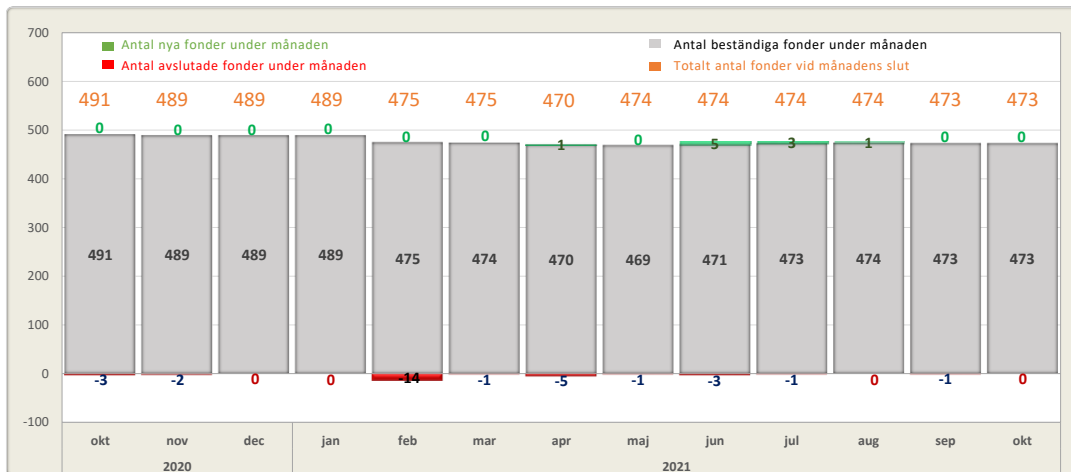 700
Antal nya fonder under månaden
Antal beständiga fonder under månaden
Antal avslutade fonder under månaden
Totalt antal fonder vid månadens slut
600
491 489 489 489 475 475 470 474 474 474 474 473 473
500
0 0 0 0 0 0 1 0 5 3 1 0 0
400
300
491 489 489 489 475 474 470 469 471 473 474 473 473
200
100
0
-3 -2 0 0 -14 -1 -5 -1 -3 -1 0 -1 0
-100
okt nov dec jan feb mar apr maj jun jul aug sep okt
2020 2021